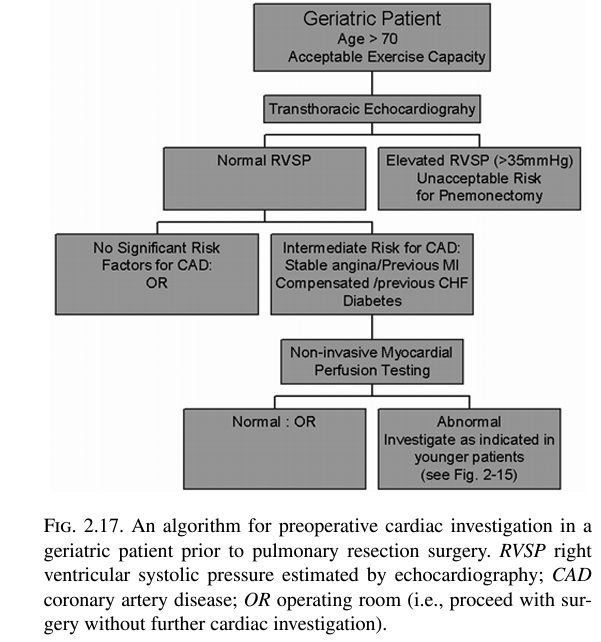 Geriatric Patient
Age > 70
Acceptable Exercise Capacity
Transthoracic Echocardiograhy
Normal RVSP
Elevated RVSP (>35mmHg)
Unacceptable Risk
for Pnemonectomy
No Significant Risk
Factors for CAD:
OR
Intermediate Risk for CAD:
Stable angina/Previous MI
Compensated /previous CHF
Diabetes
Non-invasive Myocardial
Perfusion Testing
Normal : OR
Abnormal
Investigate as indicated in
younger patients
(see Fig. 2-15)
FIG. 2.17. An algorithm for preoperative cardiac investigation in a
geriatric patient prior to pulmonary resection surgery. RVSP right
ventricular systolic pressure estimated by echocardiography; CAD
coronary artery disease; OR operating room (i.e., proceed with sur-
gery without further cardiac investigation).